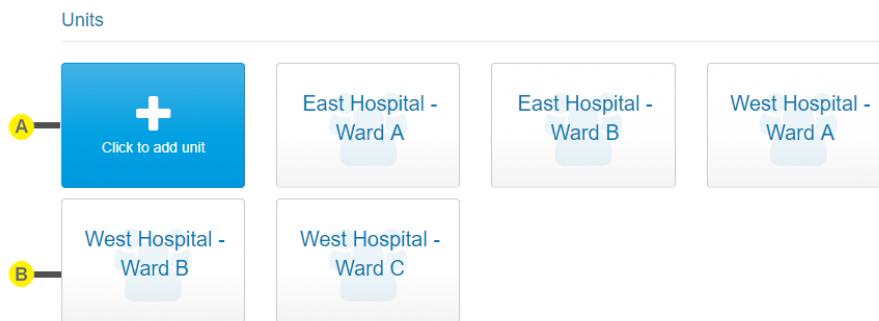 Units
A
Click to add unit
East Hospital -
Ward A
East Hospital -
Ward B
West Hospital -
Ward A
B
West Hospital -
Ward B
West Hospital -
Ward C